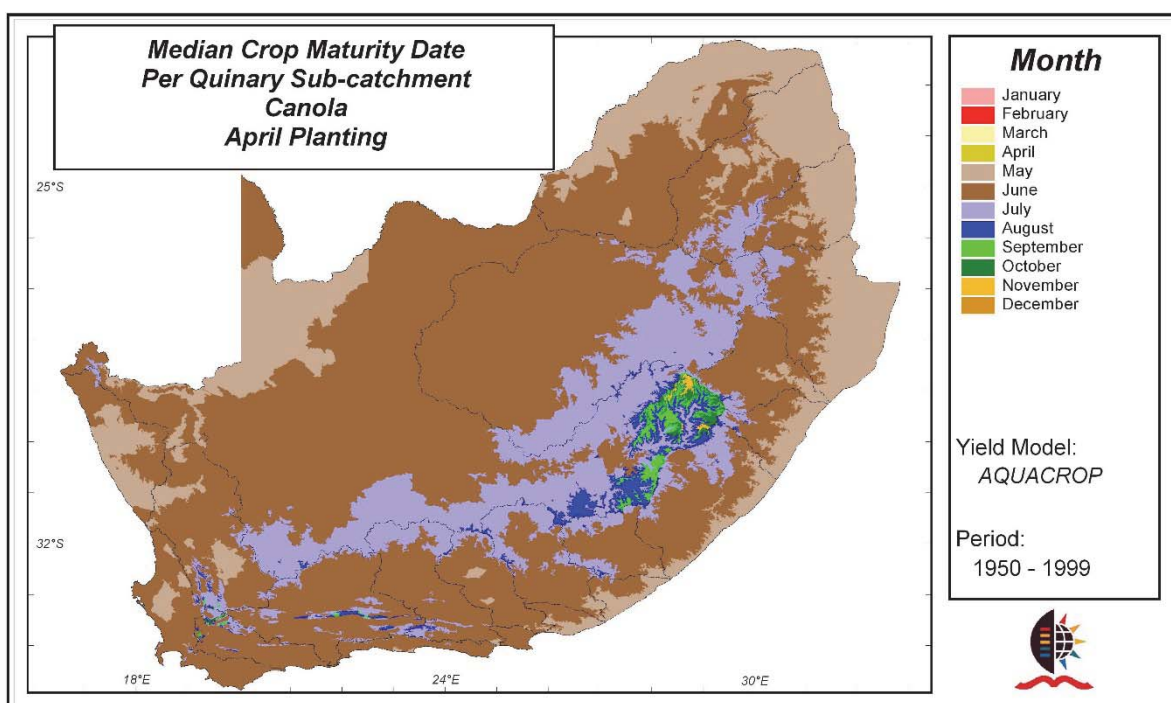 Median Crop Maturity Date
Per Quinary Sub-catchment
Canola
April Planting
25°S
32°S
18°E
24°E
30°E
Month
January
February
March
April
May
June
July
August
September
October
November
December
Yield Model:
AQUACROP
Period:
1950 - 1999